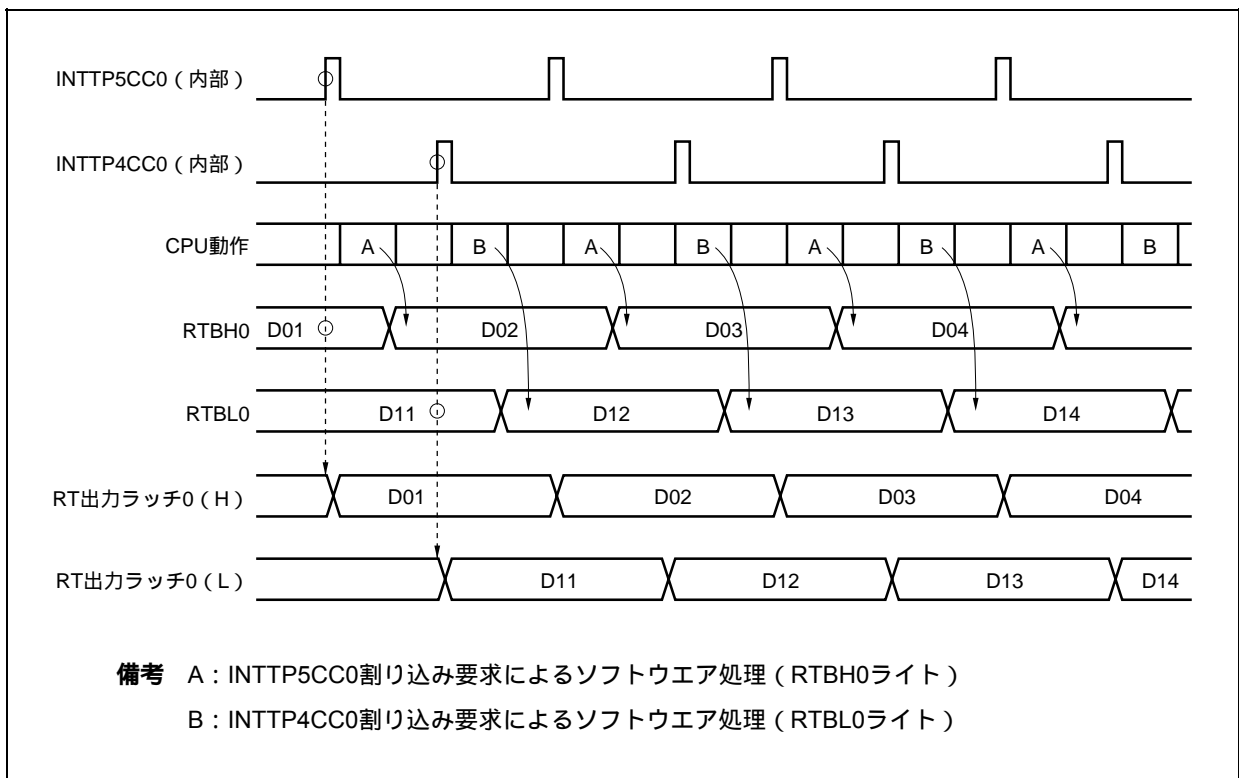 INTTP5CC0（内部）
INTTP4CC0（内部）
CPU動作 A B A B A B A B
RTBH0 D01 D02 D03 D04
RTBL0 D11 D12 D13 D14
RT出力ラッチ0（H） D01 D02 D03 D04
RT出力ラッチ0（L） D11 D12 D13 D14
備考 A：INTTP5CC0割り込み要求によるソフトウエア処理（RTBH0ライト）
B：INTTP4CC0割り込み要求によるソフトウエア処理（RTBL0ライト）